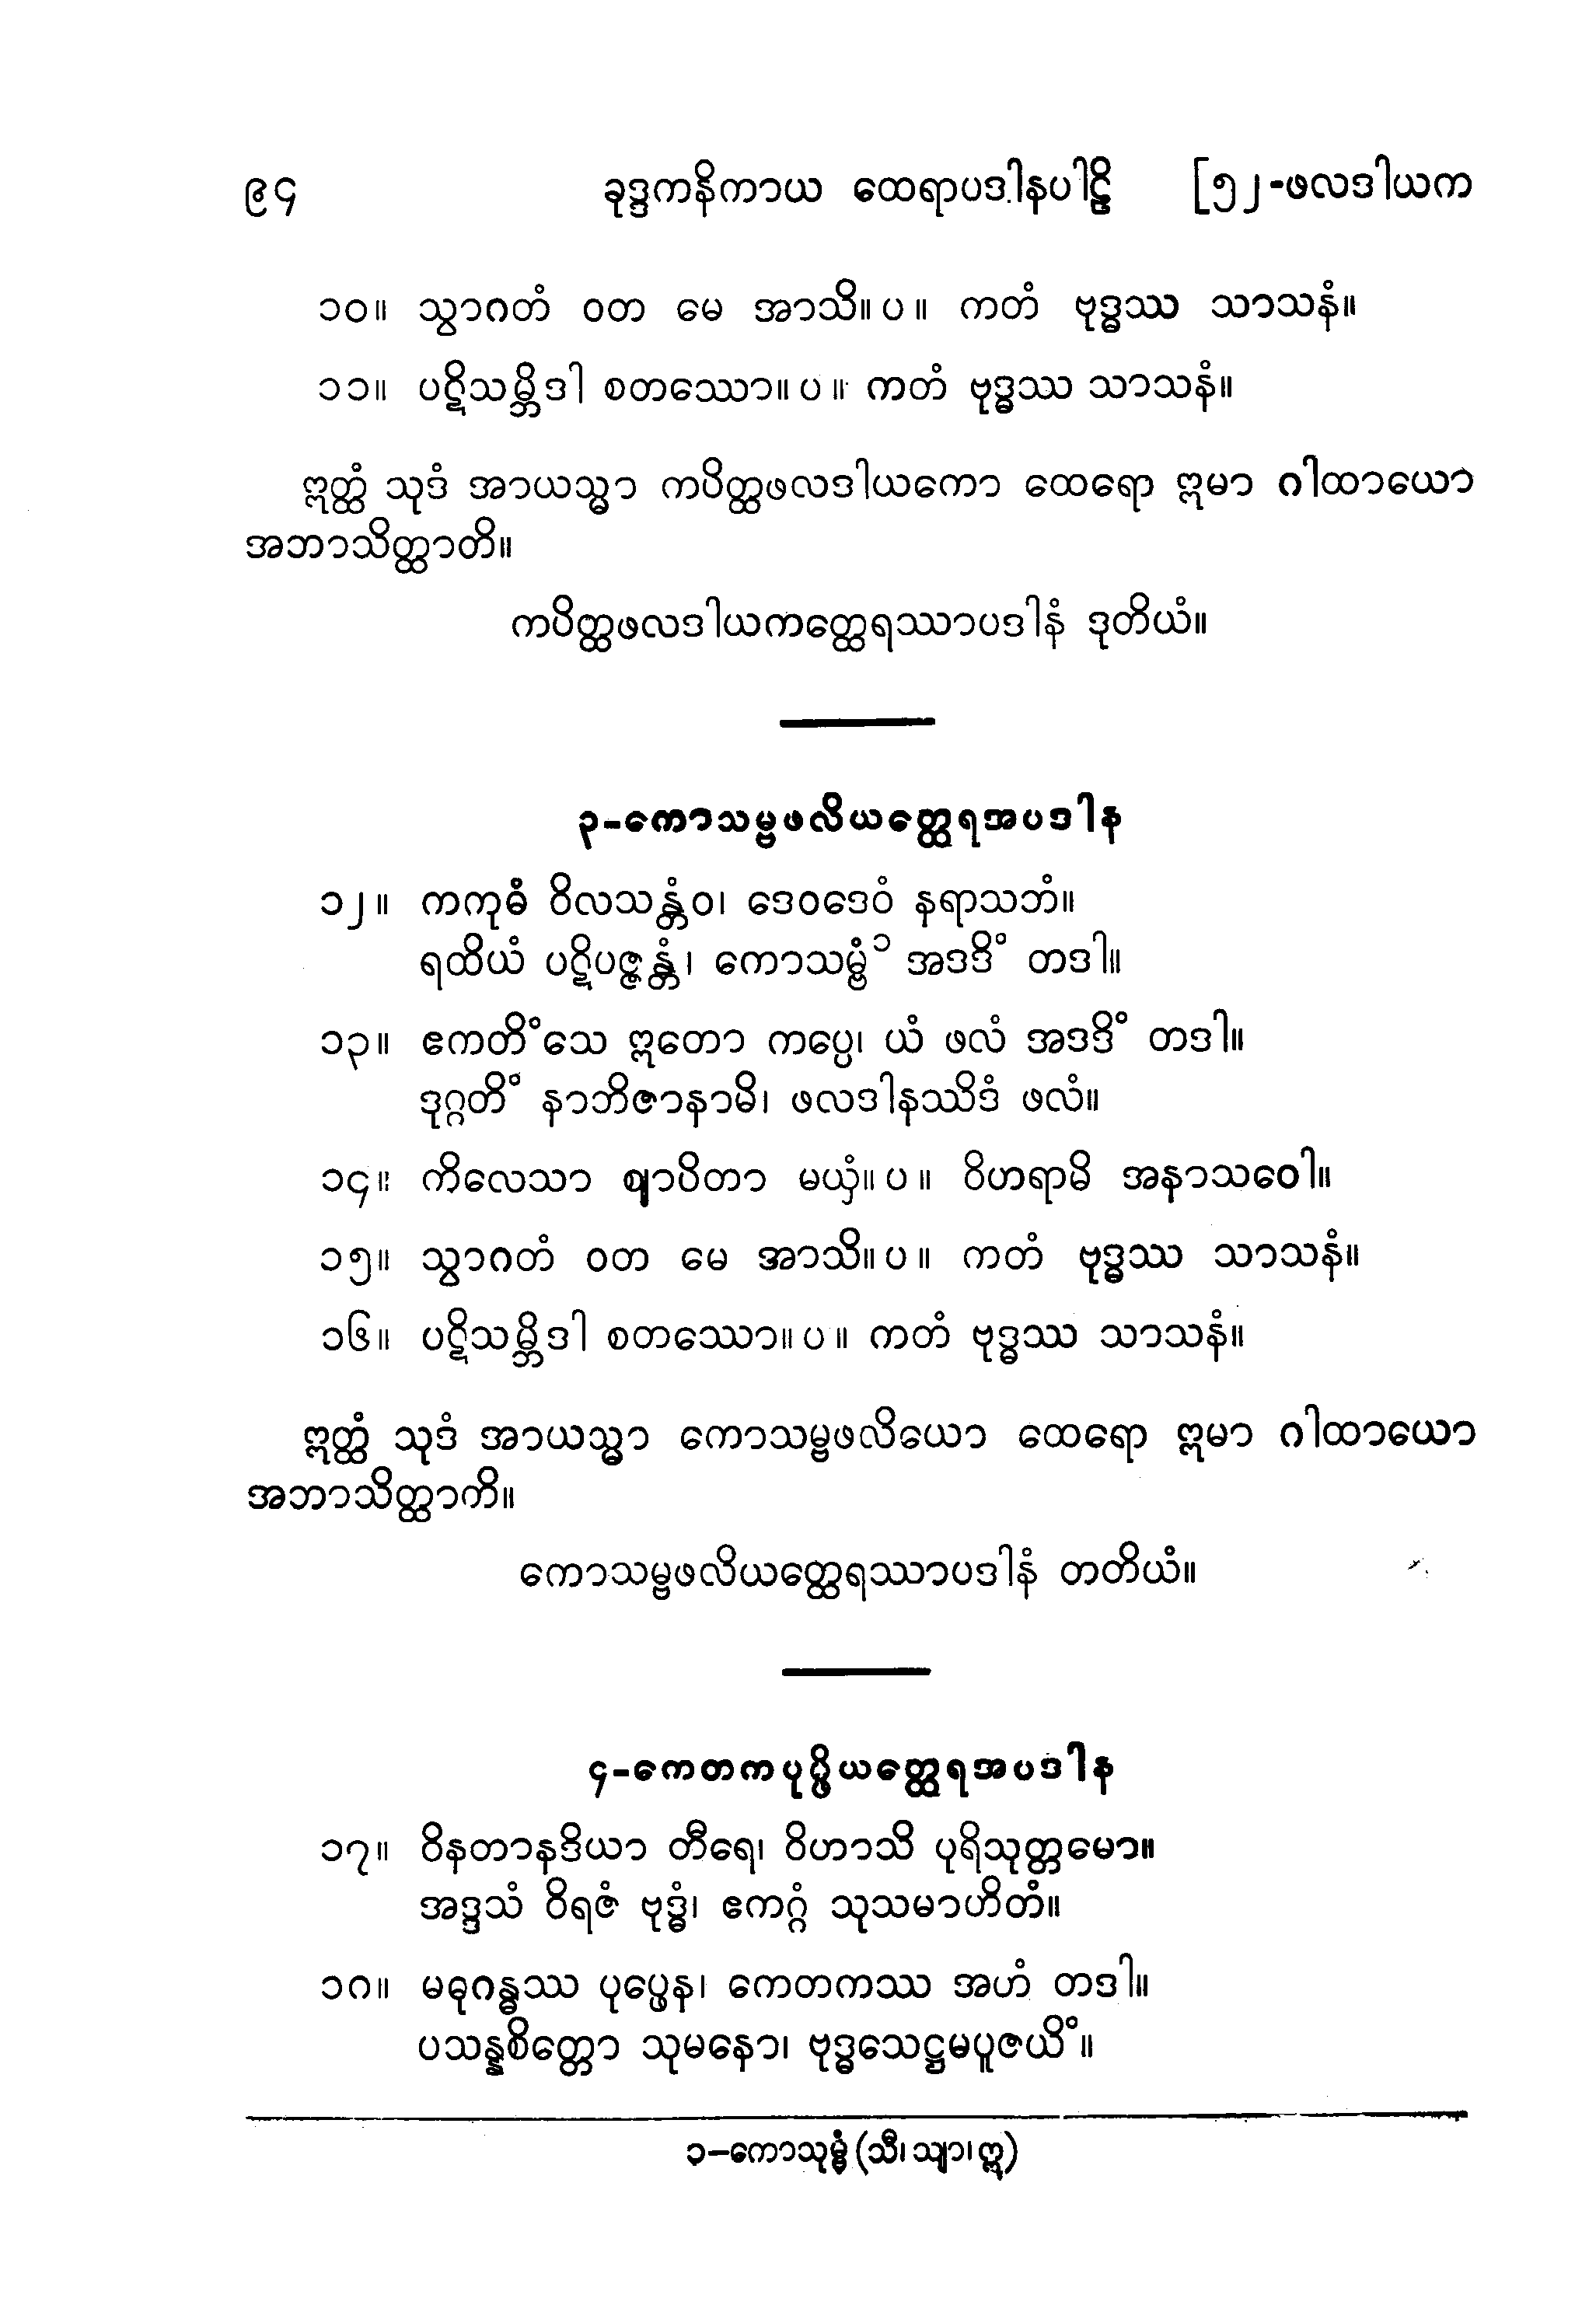 ၉၄ ခုဒ္ဒကနိကာယ ထေရာပဒါနပါဠိ [၅၂-ဖလဒါယက
၁၀။ သွာဂတံ ဝတ မေ အာသိ။ပ။ ကတံ ဗုဒ္ဓဿ သာသနံ။
၁၁။ ပဋိသမ္ဘိဒါ စတဿော။ပ။ ကတံ ဗုဒ္ဓဿ သာသနံ။
ဣတ္ထံ သုဒံ အာယသ္မာ ကပိတ္ထဖလဒါယကော ထေရော ဣမာ ဂါထာယော
အဘာသိတ္ထာတိ။
ကပိတ္ထဖလဒါယကတ္ထေရဿာပဒါနံ ဒုတိယံ။
၃-ကောသမ္ဗဖလိယတ္ထေရအပဒါန
၁၂။ ကကုဓံ ဝိလသန္တံဝ၊ ဒေဝဒေဝံ နရာသဘံ။
ရထိယံ ပဋိပဇ္ဇန္တံ၊ ကောသမ္ဗံ ၁ အဒဒိံ တဒါ။
၁၃။ ဧကတိံသေ ဣတော ကပ္ပေ၊ ယံ ဖလံ အဒဒိံ တဒါ။
ဒုဂ္ဂတိံ နာဘိဇာနာမိ၊ ဖလဒါနဿိဒံ ဖလံ။
၁၄။ ကိလေသာ ဈာပိတာ မယှံ။ပ။ ဝိဟရာမိ အနာသဝေါ။
၁၅။ သွာဂတံ ဝတ မေ အာသိ။ပ။ ကတံ ဗုဒ္ဓဿ သာသနံ။
၁၆။ ပဋိသမ္ဘိဒါ စတဿော။ပ။ ကတံ ဗုဒ္ဓဿ သာသနံ။
ဣတ္ထံ သုဒံ အာယသ္မာ ကောသမ္ဗဖလိယော ထေရော ဣမာ ဂါထာယော
အဘာသိတ္ထာကိ။
ကောသမ္ဗဖလိယတ္ထေရဿာပဒါနံ တတိယံ။
၄-ကေတကပုပ္ဖိယတ္ထေရအပဒါန
၁၇။ ဝိနတာနဒိယာ တီရေ၊ ဝိဟာသိ ပုရိသုတ္တမော။
အဒ္ဒသံ ဝိရဇံ ဗုဒ္ဓံ၊ ဧကဂ္ဂံ သုသမာဟိတံ။
၁၈။ မဓုဂန္ဓဿ ပုပ္ဖေန၊ ကေတကဿ အဟံ တဒါ။
ပသန္နစိတ္တော သုမနော၊ ဗုဒ္ဓသေဋ္ဌမပူဇယိံ။
၁-ကောသုမ္ဗံ (သီ၊ သျာ၊ ဣ)